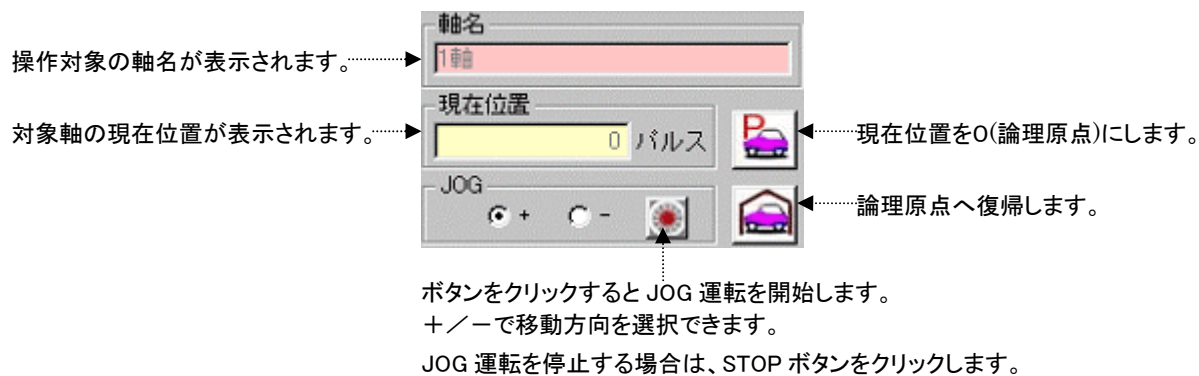 軸名
操作対象の軸名が表示されます。
1軸
現在位置
対象軸の現在位置が表示されます。
0 パルス
P
現在位置を0(論理原点)にします。
JOG
+ -
論理原点へ復帰します。
ボタンをクリックすると JOG 運転を開始します。
+/-で移動方向を選択できます。
JOG 運転を停止する場合は、STOP ボタンをクリックします。